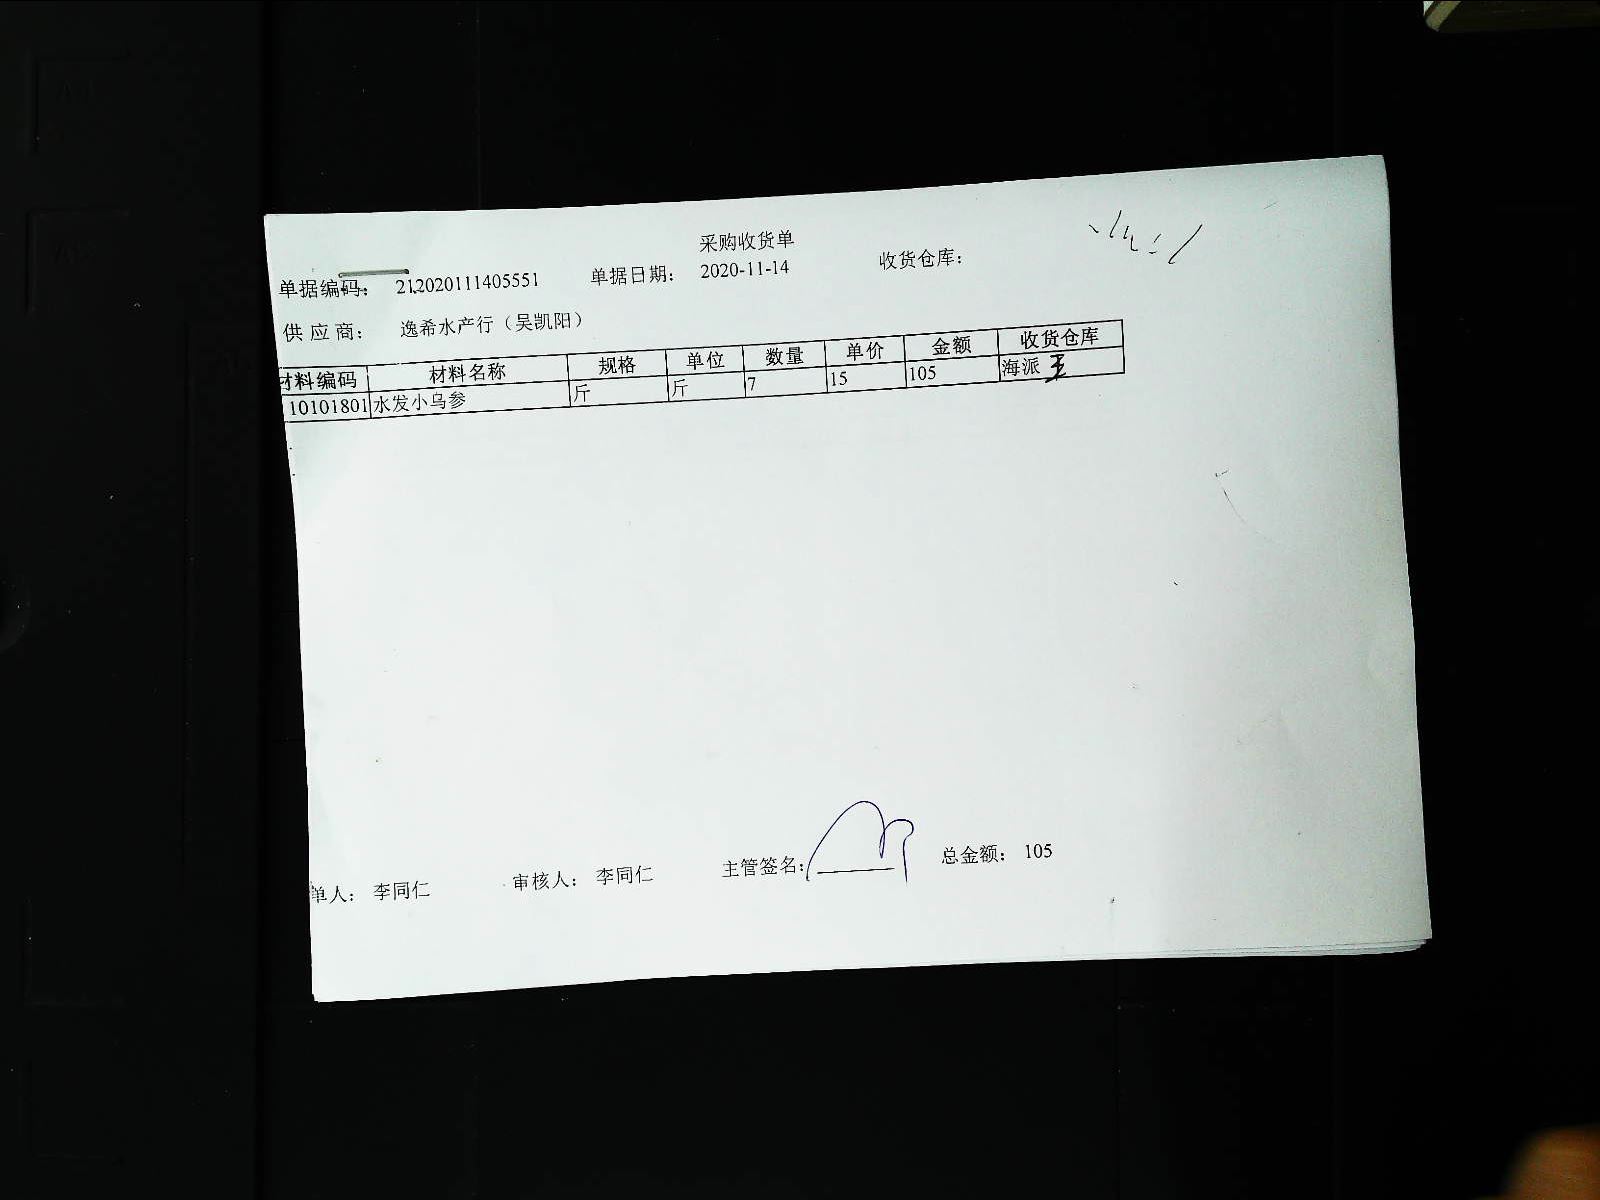 采购收货单
单据编码： 212020111405551 单据日期： 2020-11-14 收货仓库：
供 应 商： 逸希水产行（吴凯阳）
材料编码 材料名称 规格 单位 数量 单价 金额 收货仓库
10101801 水发小乌参 斤 斤 7 15 105 海派
单人： 李同仁 审核人： 李同仁 主管签名： 总金额： 105